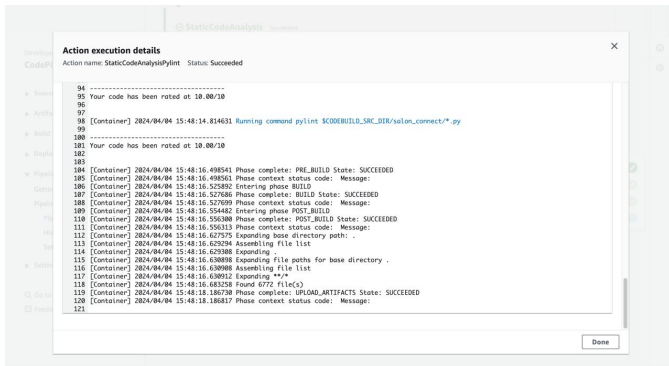 StaticCodeAnalysis
Action execution details
Action name: StaticCodeAnalysisPylint Status: Succeeded
94 ------------------------------------
95 Your code has been rated at 10.00/10
96
97
98 [Container] 2024/04/04 15:48:14.814631 Running command pylint $CODEBUILD_SRC_DIR/salon_connect/*.py
99
100 ------------------------------------
101 Your code has been rated at 10.00/10
102
103
104 [Container] 2024/04/04 15:48:16.498541 Phase complete: PRE_BUILD State: SUCCEEDED
105 [Container] 2024/04/04 15:48:16.498561 Phase context status code:  Message:
106 [Container] 2024/04/04 15:48:16.525892 Entering phase BUILD
107 [Container] 2024/04/04 15:48:16.527686 Phase complete: BUILD State: SUCCEEDED
108 [Container] 2024/04/04 15:48:16.527699 Phase context status code:  Message:
109 [Container] 2024/04/04 15:48:16.554482 Entering phase POST_BUILD
110 [Container] 2024/04/04 15:48:16.556300 Phase complete: POST_BUILD State: SUCCEEDED
111 [Container] 2024/04/04 15:48:16.556313 Phase context status code:  Message:
112 [Container] 2024/04/04 15:48:16.627575 Expanding base directory path: .
113 [Container] 2024/04/04 15:48:16.629294 Assembling file list
114 [Container] 2024/04/04 15:48:16.629308 Expanding .
115 [Container] 2024/04/04 15:48:16.630898 Expanding file paths for base directory .
116 [Container] 2024/04/04 15:48:16.630908 Assembling file list
117 [Container] 2024/04/04 15:48:16.630912 Expanding **/*
118 [Container] 2024/04/04 15:48:16.683258 Found 6772 file(s)
119 [Container] 2024/04/04 15:48:18.186730 Phase complete: UPLOAD_ARTIFACTS State: SUCCEEDED
120 [Container] 2024/04/04 15:48:18.186817 Phase context status code:  Message:
121
Done